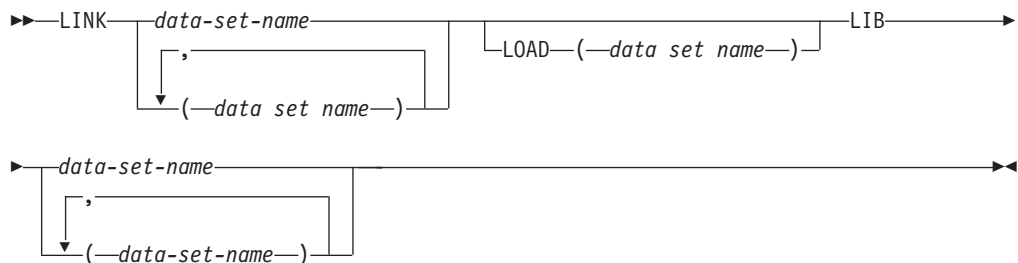 LINK data-set-name LIB
, LOAD ( data set name )
( data set name )
data-set-name
,
( data-set-name )